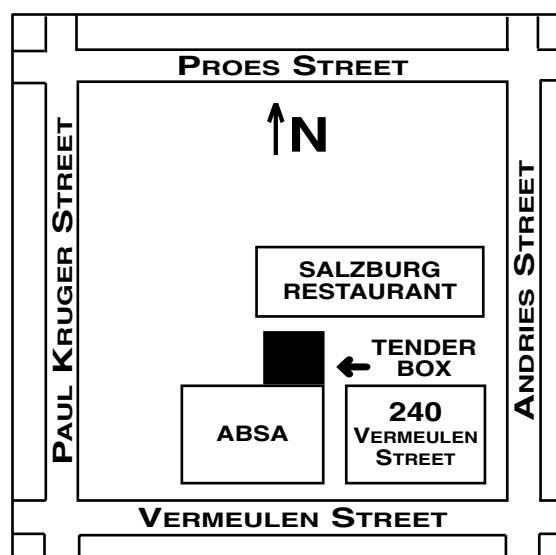 PROES STREET
N
PAUL KRUGER STREET
ANDRIES STREET
SALZBURG
RESTAURANT
TENDER
BOX
ABSA
240
VERMEULEN
STREET
VERMEULEN STREET